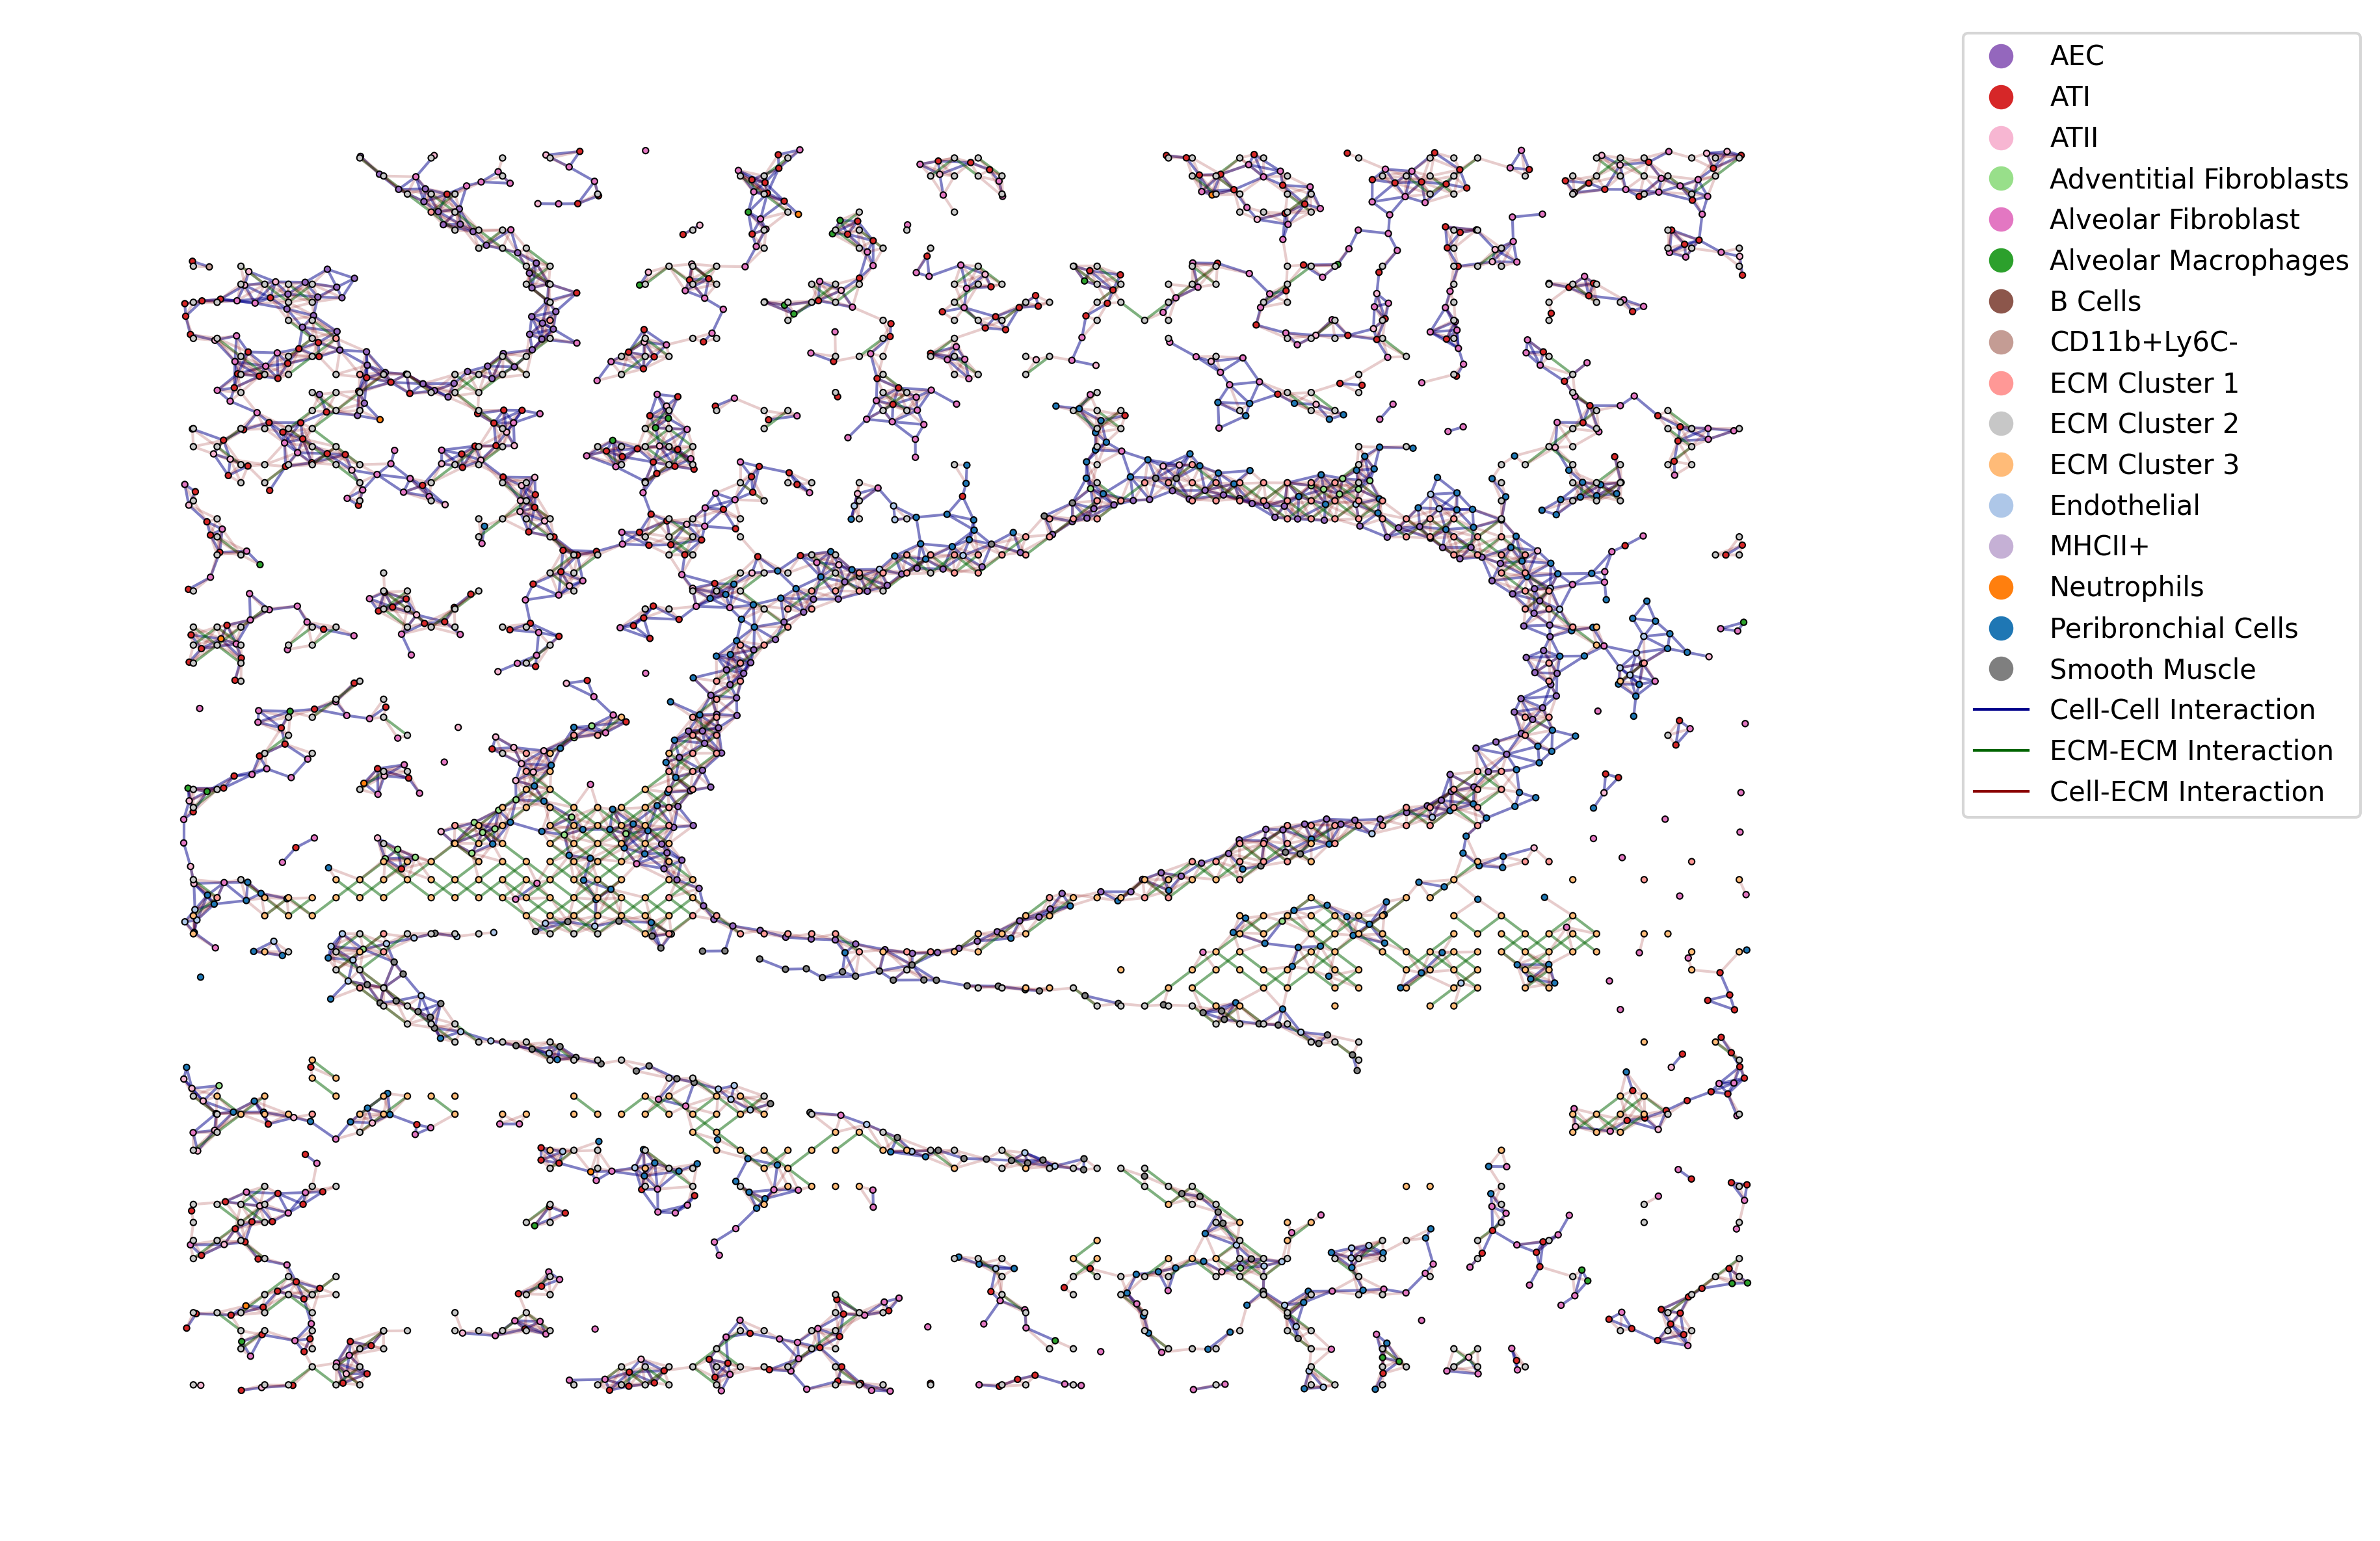 AEC
ATI
ATII
Adventitial Fibroblasts
Alveolar Fibroblast
Alveolar Macrophages
B Cells
CD11b+Ly6C-
ECM Cluster 1
ECM Cluster 2
ECM Cluster 3
Endothelial
MHCII+
Neutrophils
Peribronchial Cells
Smooth Muscle
Cell-Cell Interaction
ECM-ECM Interaction
Cell-ECM Interaction